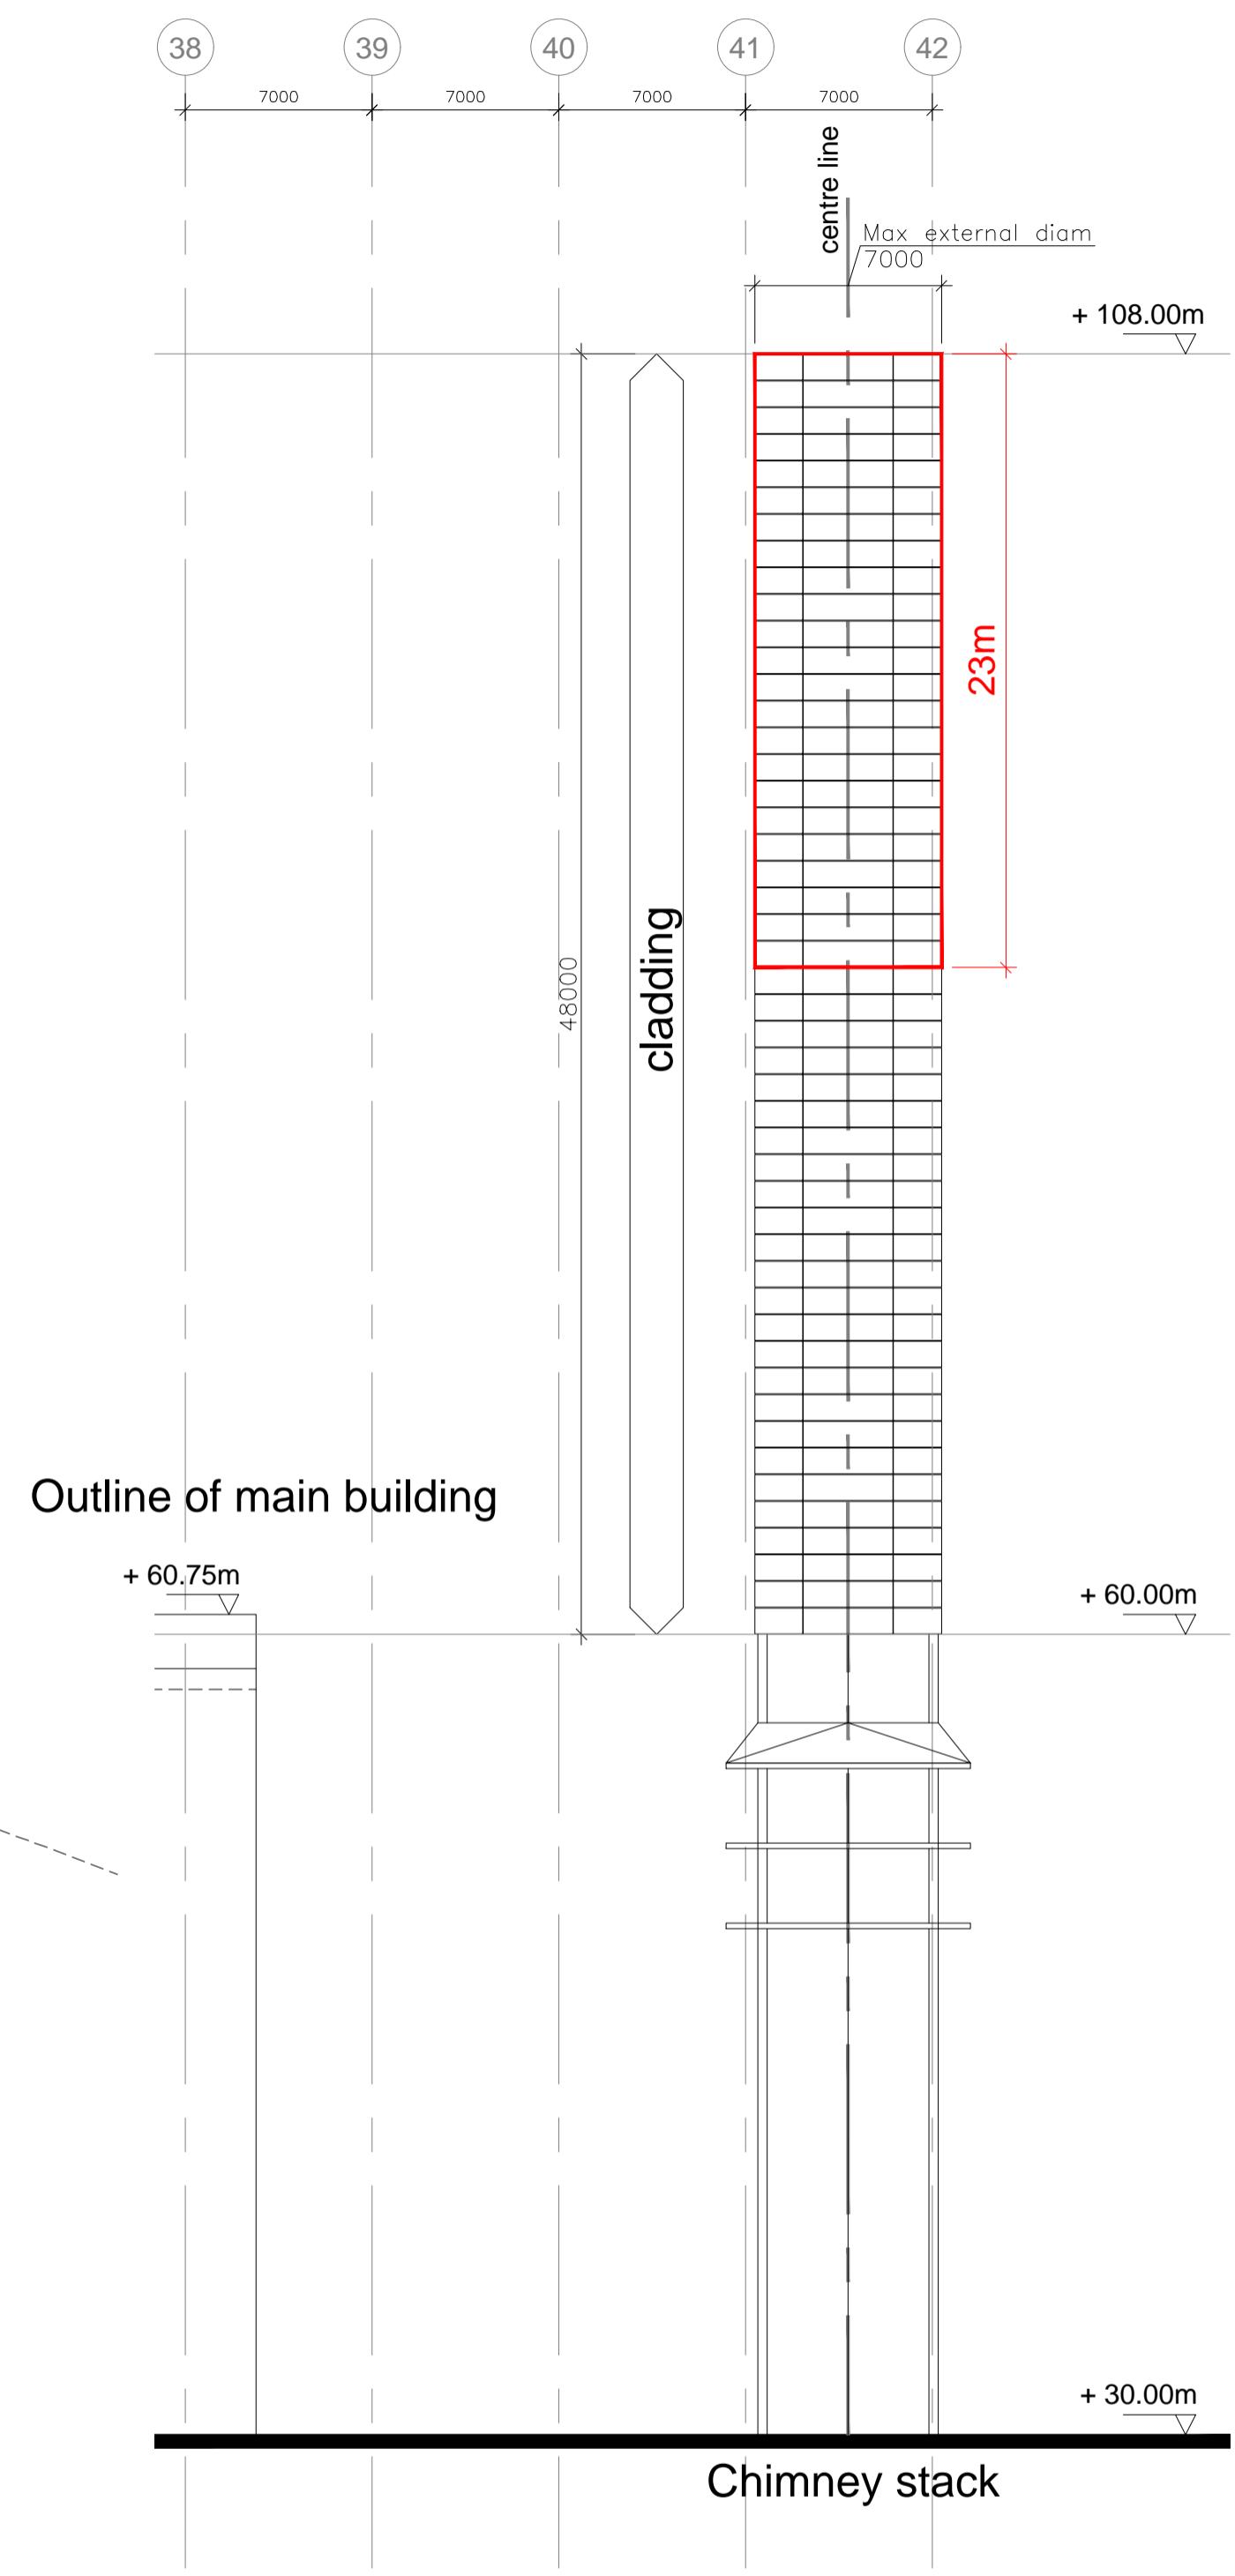 38 39 40 41 42
7000 7000 7000 7000
centre line
Max external diam
7000
+ 108.00m
23m
cladding
48000
Outline of main building
+ 60.75m
+ 60.00m
+ 30.00m
Chimney stack